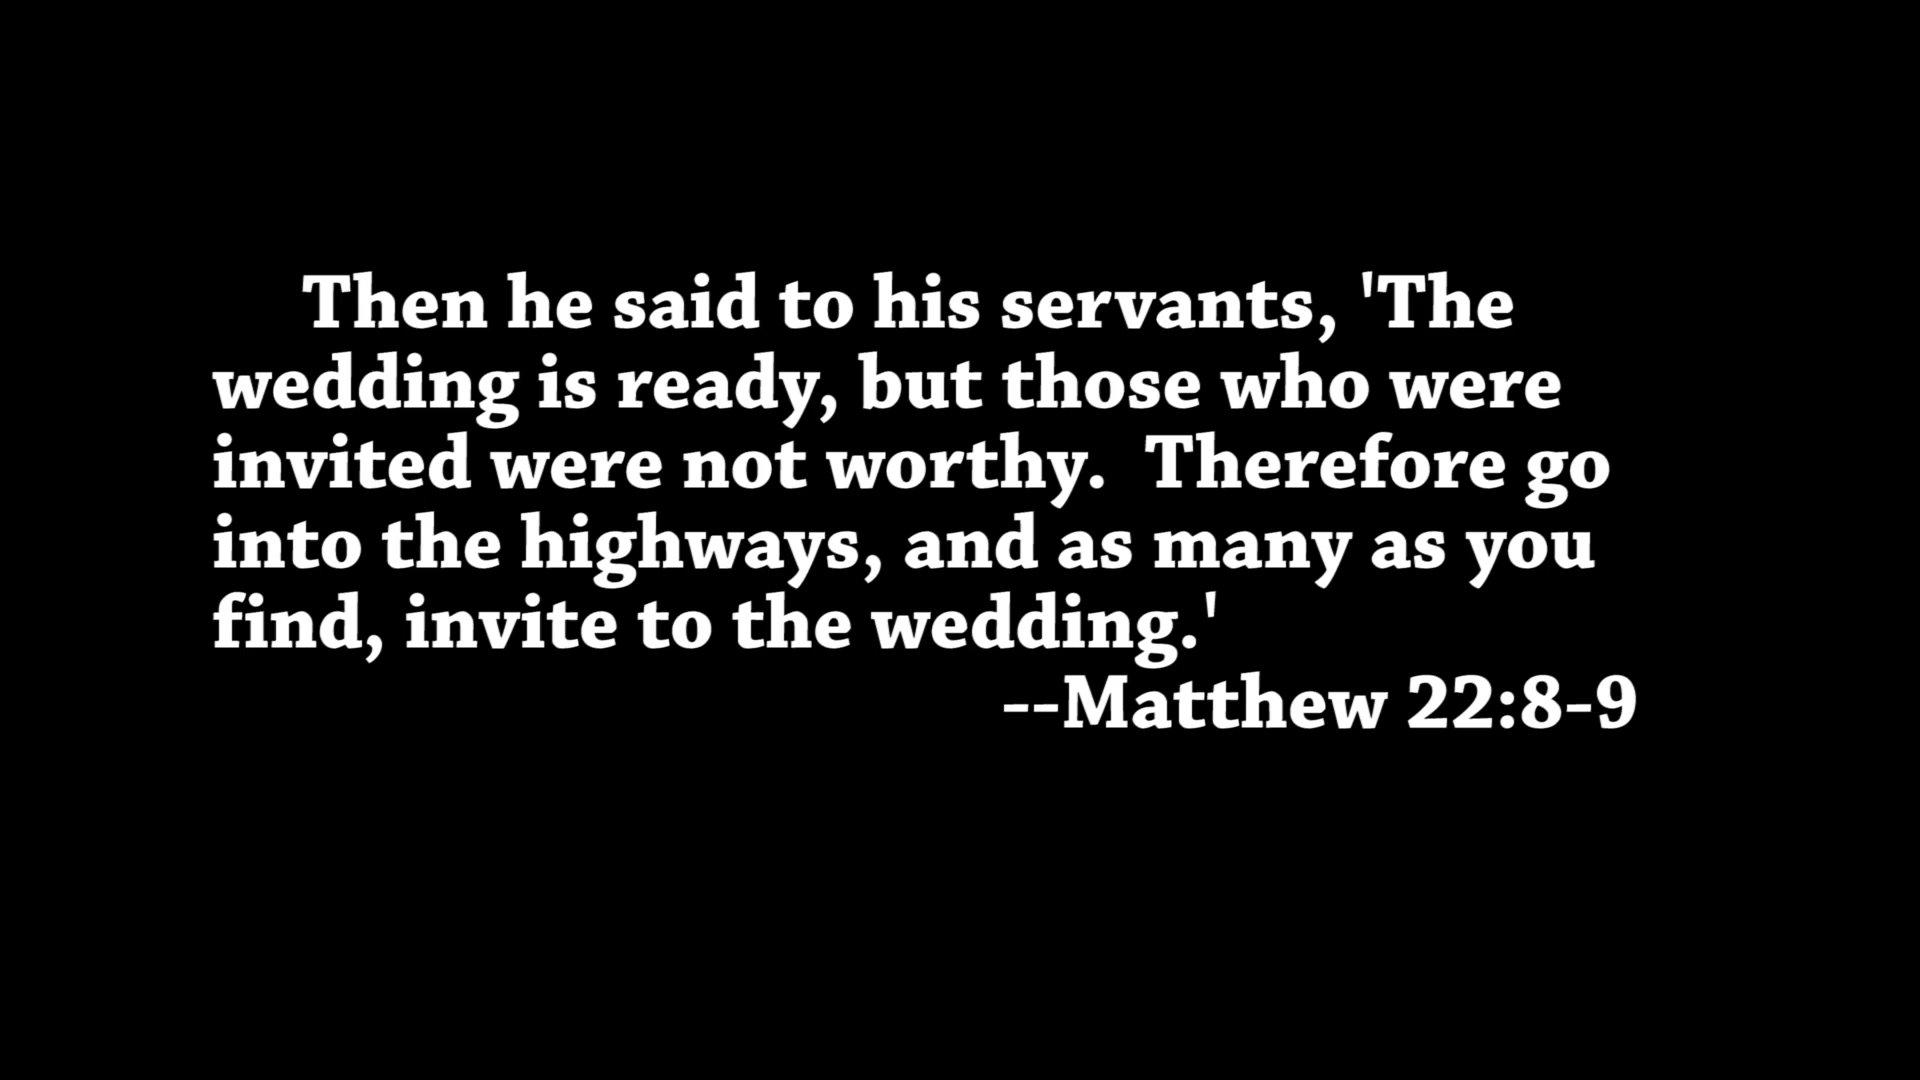 Then he said to his servants, 'The
wedding is ready, but those who were
invited were not worthy.  Therefore go
into the highways, and as many as you
find, invite to the wedding.'
--Matthew 22:8-9